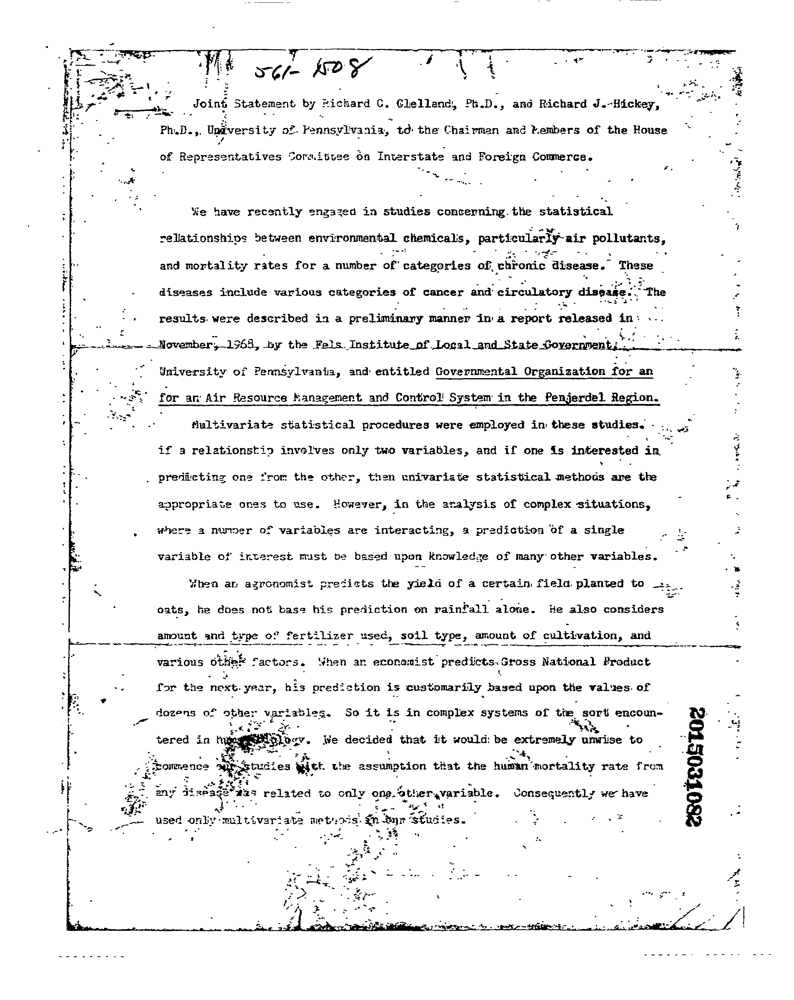 561- 1508
Joint Statement by Richard C. Clelland, Ph.D., and Richard J. Hickey,
Ph.D., University of Pennsylvania, to the Chairman and Members of the House
of Representatives Committee on Interstate and Foreign Commerce.
We have recently engaged in studies concerning the statistical
relationships between environmental chemicals, particularly air pollutants,
and mortality rates for a number of categories of chronic disease. These
diseases include various categories of cancer and circulatory disease. The
results were described in a preliminary manner in a report released in
November, 1968, by the Fels Institute of Local and State Government,
University of Pennsylvania, and entitled Governmental Organization for an
for an Air Resource Management and Control System in the Penjerdel Region.
Multivariate statistical procedures were employed in these studies.
if a relationship involves only two variables, and if one is interested in
predicting one from the other, then univariate statistical methods are the
appropriate ones to use. However, in the analysis of complex situations,
where a number of variables are interacting, a prediction of a single
variable of interest must be based upon knowledge of many other variables.
When an agronomist predicts the yield of a certain field planted to
oats, he does not base his prediction on rainfall alone. He also considers
amount and type of fertilizer used, soil type, amount of cultivation, and
various other factors. When an economist predicts Gross National Product
for the next year, his prediction is customarily based upon the values of
dozens of other variables. So it is in complex systems of the sort encoun-
tered in human biology. We decided that it would be extremely unwise to
commence our studies with the assumption that the human mortality rate from
any disease was related to only one other variable. Consequently we have
used only multivariate methods in our studies.
2015031082